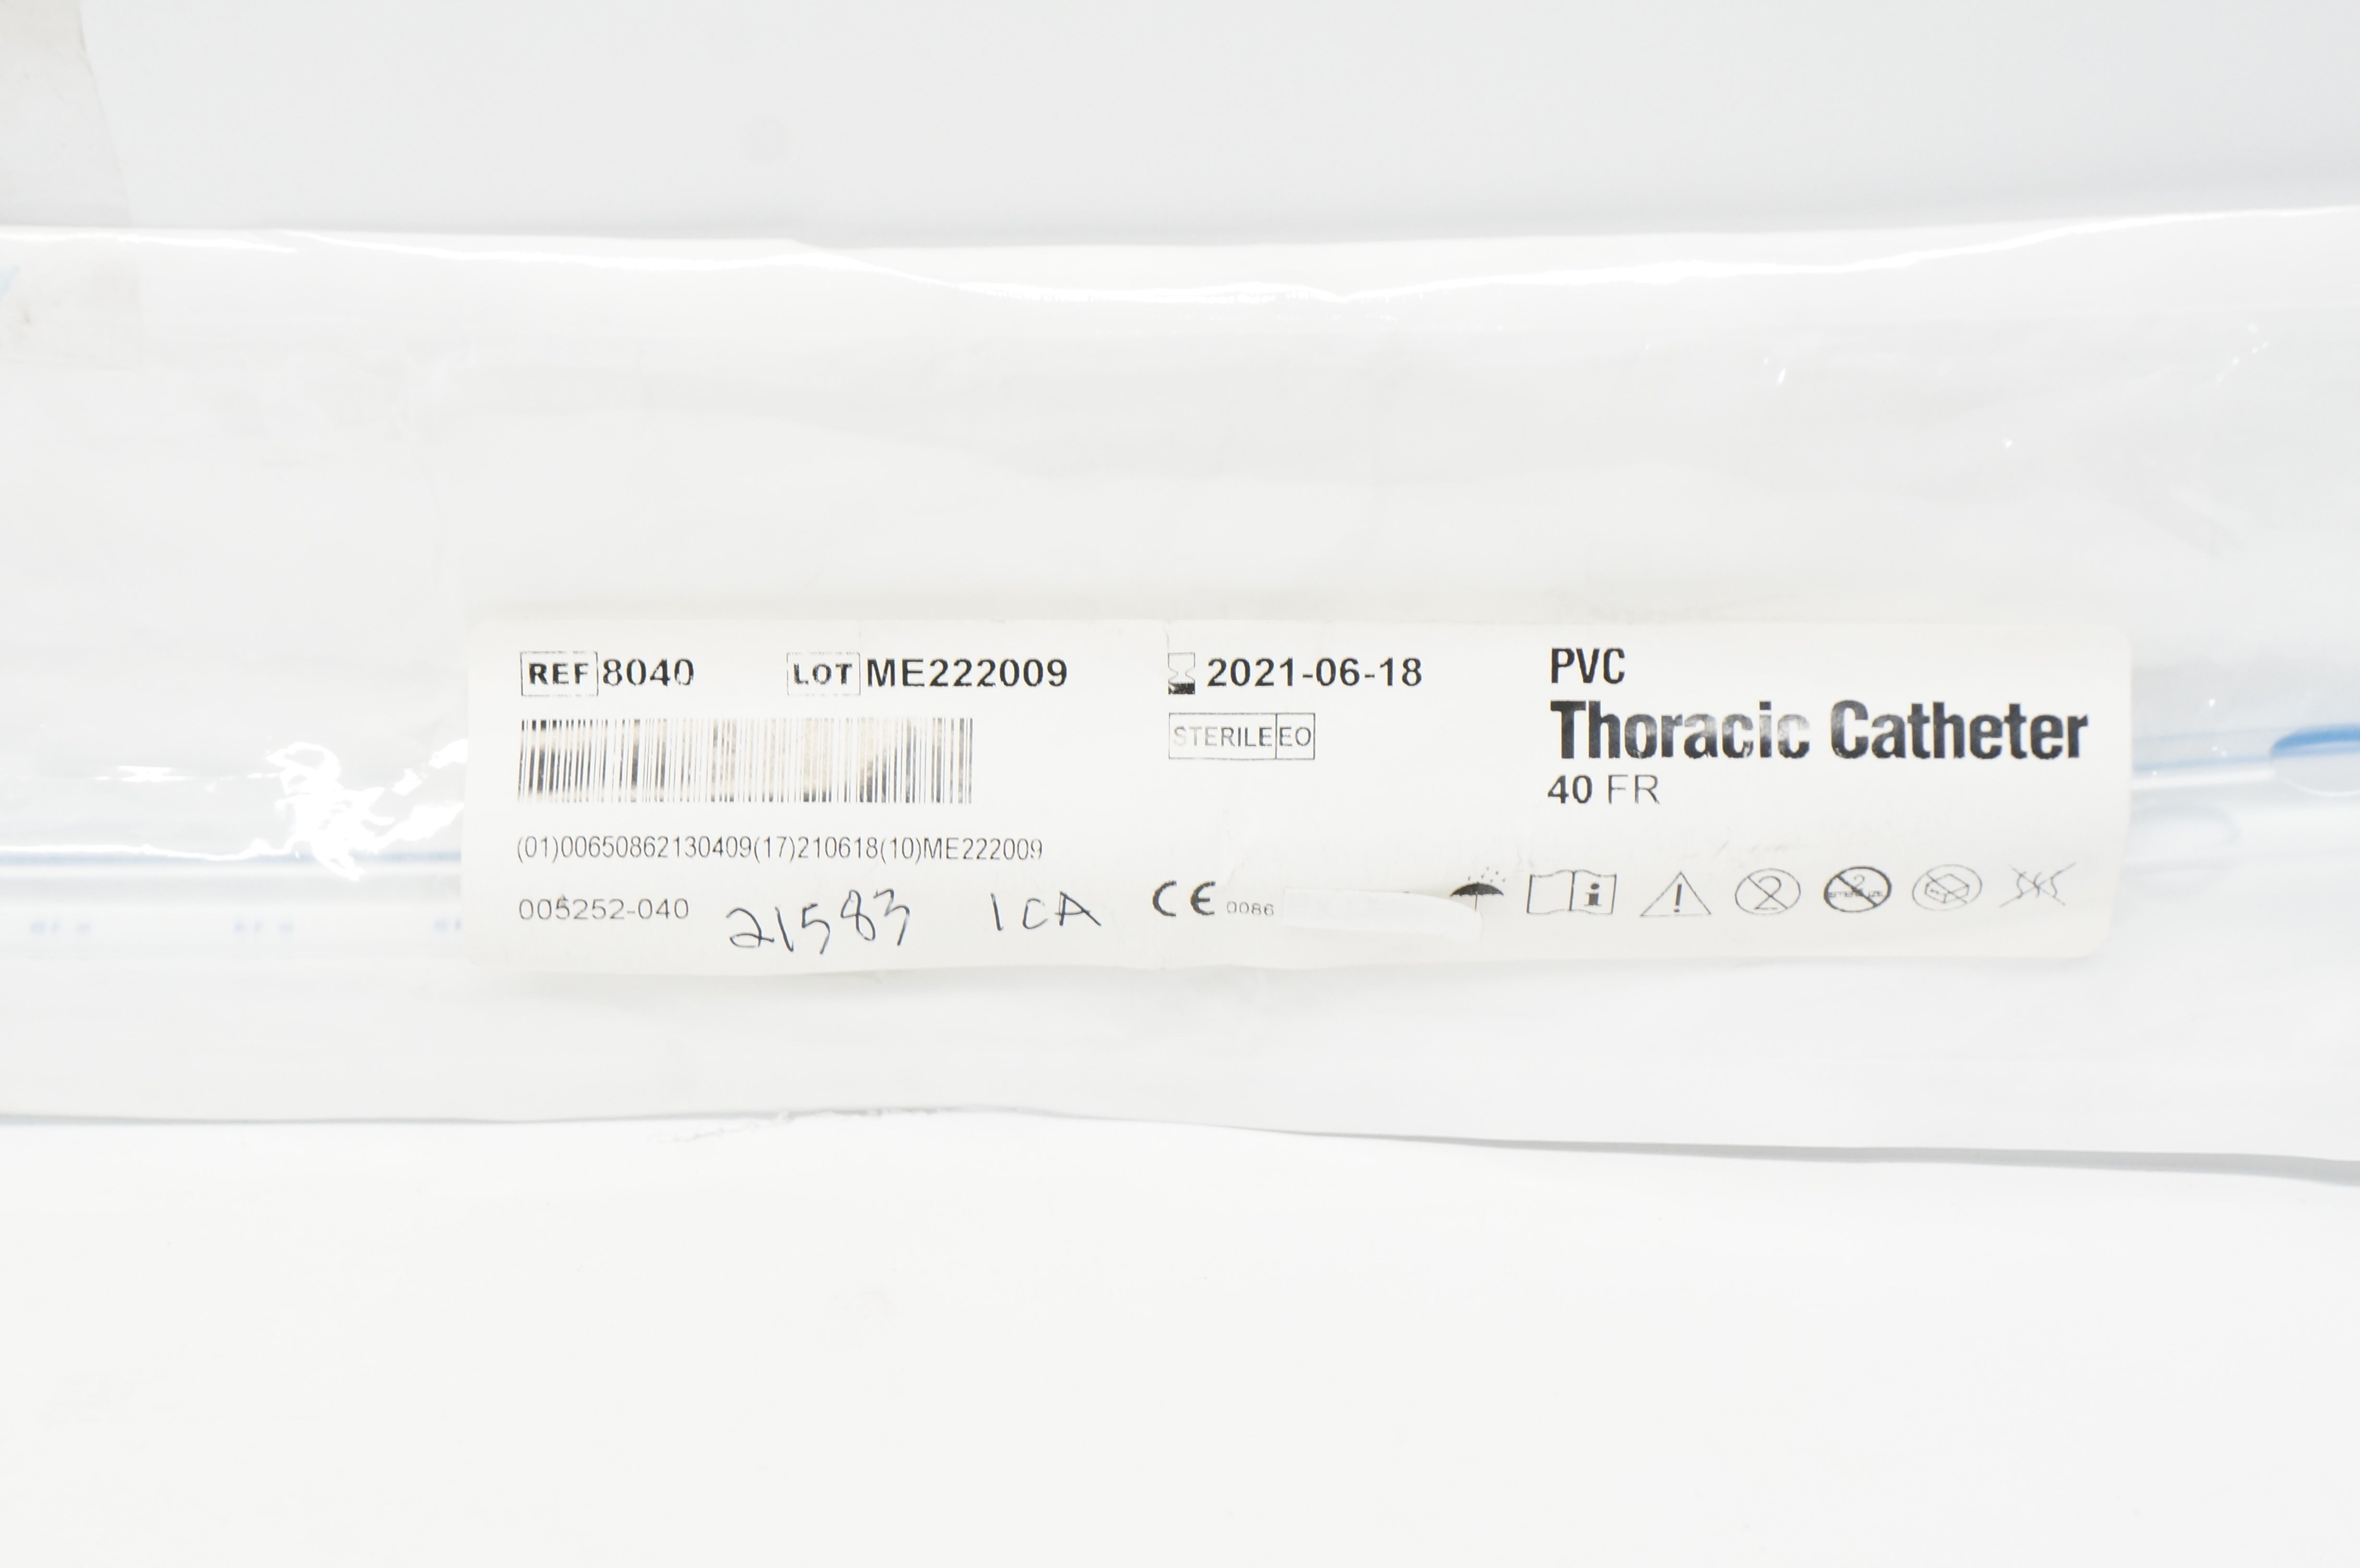 REF 8040 LOT ME222009 2021-06-18
STERILE EO
(01)00650862130409(17)210618(10)ME222009
005252-040 21583 1CA CE 0086
PVC
Thoracic Catheter
40 FR